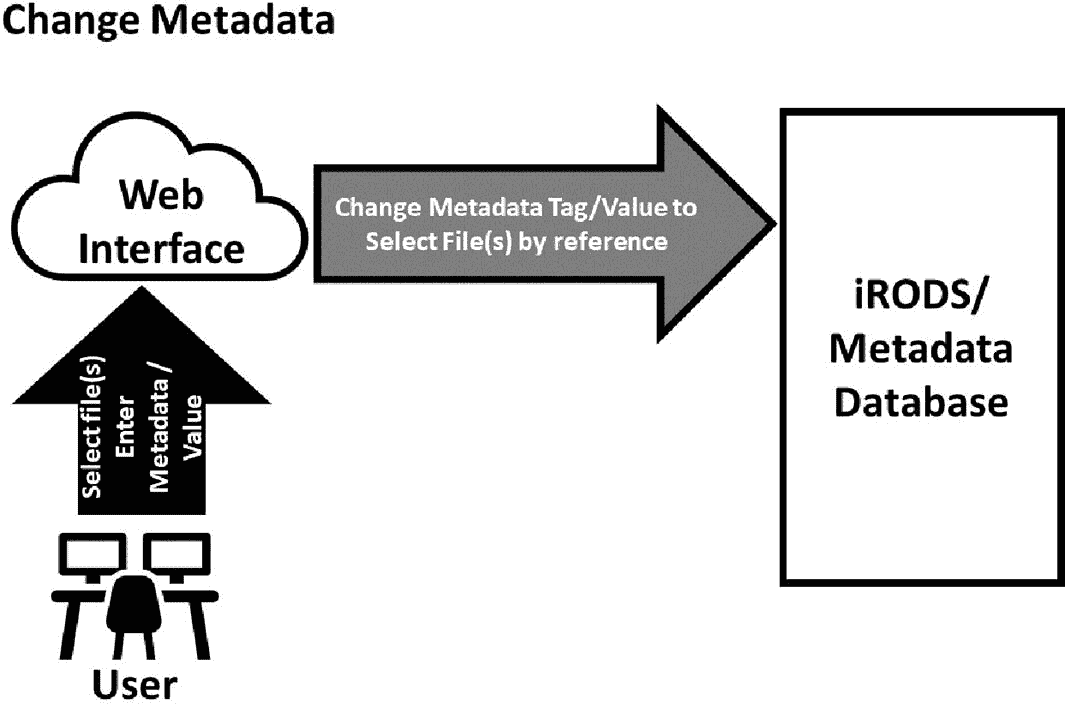 Change Metadata
Web
Interface
Change Metadata Tag/Value to
Select File(s) by reference
iRODS/
Metadata
Database
Select file(s)
Enter
Metadata /
Value
User